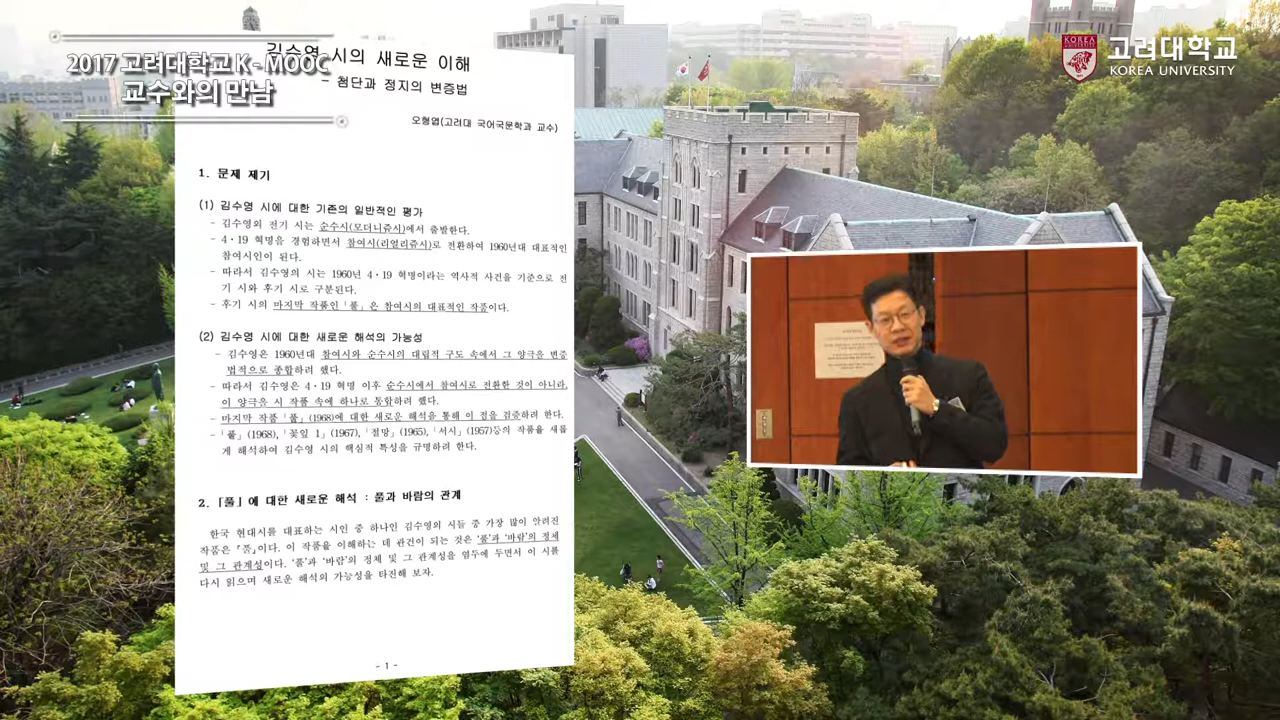 2017 고려대학교 K - MOOC
교수와의 만남
KOREA
고려대학교
KOREA UNIVERSITY
김수영 시의 새로운 이해
- 첨단과 정지의 변증법
오형엽(고려대 국어국문학과 교수)
1. 문제 제기
(1) 김수영 시에 대한 기존의 일반적인 평가
- 김수영의 전기 시는 순수시(모더니즘시)에서 출발한다.
- 4·19 혁명을 경험하면서 참여시(리얼리즘시)로 전환하여 1960년대 대표적인
참여시인이 된다.
- 따라서 김수영의 시는 1960년 4·19 혁명이라는 역사적 사건을 기준으로 전
기 시와 후기 시로 구분된다.
- 후기 시의 마지막 작품인 「풀」은 참여시의 대표적인 작품이다.
(2) 김수영 시에 대한 새로운 해석의 가능성
- 김수영은 1960년대 참여시와 순수시의 대립적 구도 속에서 그 양극을 변증
법적으로 종합하려 했다.
- 따라서 김수영은 4·19 혁명 이후 순수시에서 참여시로 전환한 것이 아니라,
이 양극을 시 작품 속에 하나로 통합하려 했다.
- 마지막 작품 「풀」(1968)에 대한 새로운 해석을 통해 이 점을 검증하려 한다.
- 「풀」(1968), 「꽃잎 1」(1967), 「절망」(1965), 「서시」(1957)등의 작품을 새롭
게 해석하여 김수영 시의 핵심적 특성을 규명하려 한다.
2. 「풀」에 대한 새로운 해석 : 풀과 바람의 관계
한국 현대시를 대표하는 시인 중 하나인 김수영의 시들 중 가장 많이 알려진
작품은 「풀」이다. 이 작품을 이해하는 데 관건이 되는 것은 '풀'과 '바람'의 정체
및 그 관계성이다. '풀'과 '바람'의 정체 및 그 관계성을 염두에 두면서 이 시를
다시 읽으며 새로운 해석의 가능성을 타진해 보자.
- 1 -